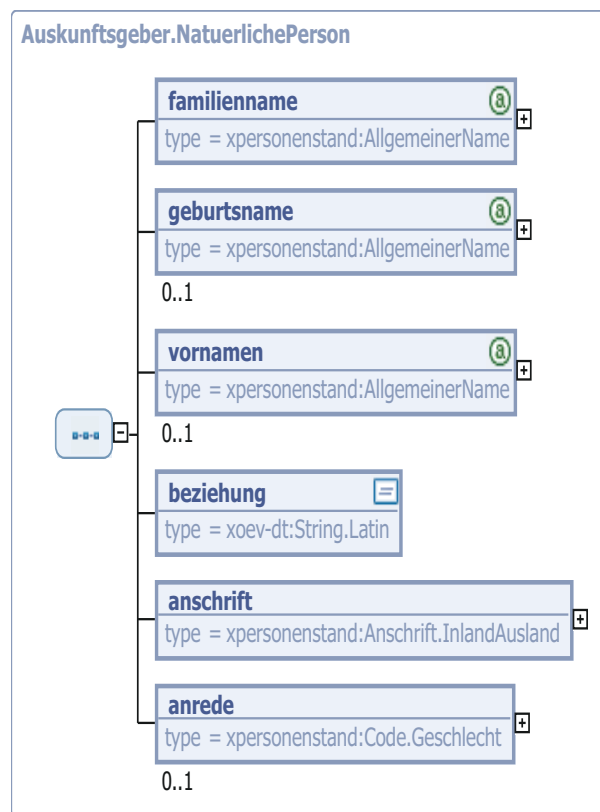 Auskunftsgeber.NatuerlichePerson
familienname
type = xpersonenstand:AllgemeinerName
geburtsname
type = xpersonenstand:AllgemeinerName
0..1
vornamen
type = xpersonenstand:AllgemeinerName
0..1
beziehung
type = xoev-dt:String.Latin
anschrift
type = xpersonenstand:Anschrift.InlandAusland
anrede
type = xpersonenstand:Code.Geschlecht
0..1